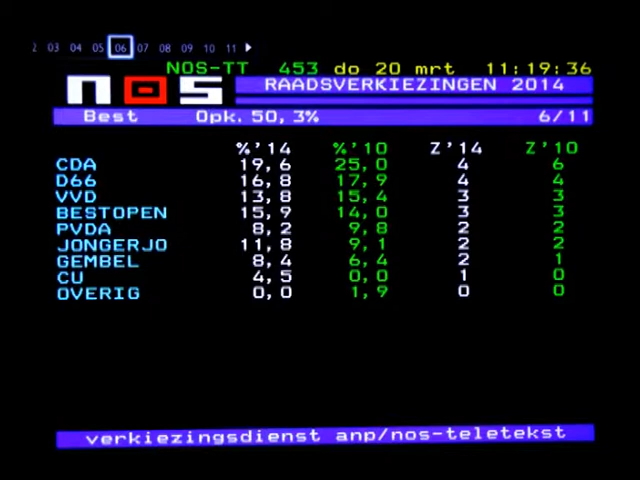 2 03 04 05 06 07 08 09 10 11
NOS-TT 453 do 20 mrt 11:19:36
nos RAADSVERKIEZINGEN 2014
Best Opk. 50,3% 6/11
%'14 %'10 Z'14 Z'10
CDA 19,6 25,0 4 6
D66 16,8 17,9 4 4
VVD 13,8 15,4 3 3
BESTOPEN 15,9 14,0 3 3
PVDA 8,2 9,8 2 2
JONGERJO 11,8 9,1 2 2
GEMBEL 8,4 6,4 2 1
CU 4,5 0,0 1 0
OVERIG 0,0 1,9 0 0
verkiezingsdienst anp/nos-teletekst